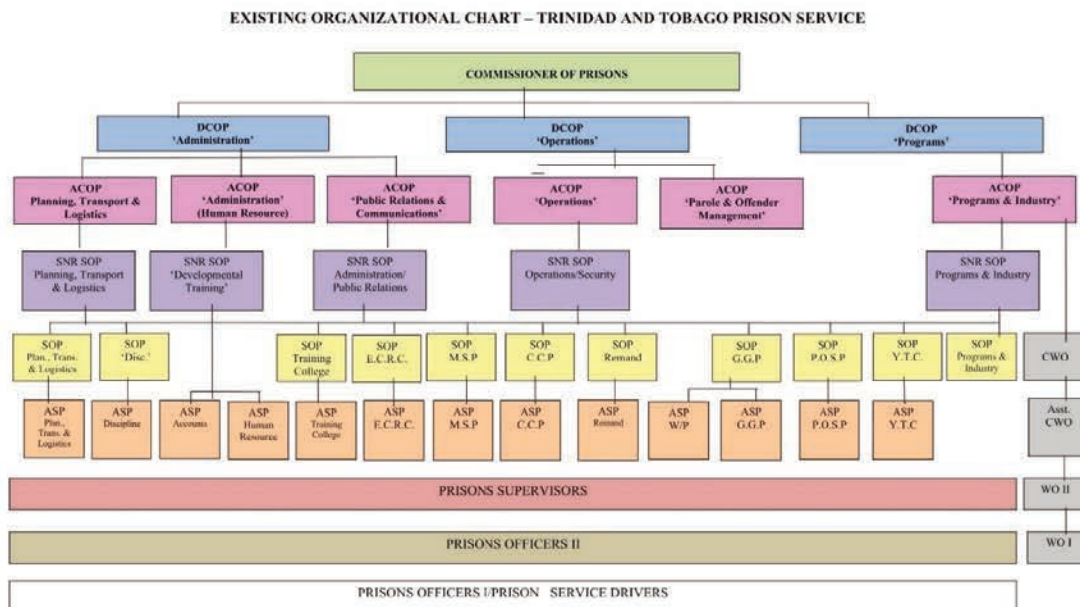 EXISTING ORGANIZATIONAL CHART – TRINIDAD AND TOBAGO PRISON SERVICE
COMMISSIONER OF PRISONS
DCOP
‘Administration’
DCOP
‘Operations’
DCOP
‘Programs’
ACOP
Planning, Transport &
Logistics
ACOP
‘Administration’
(Human Resource)
ACOP
‘Public Relations &
Communications’
ACOP
‘Operations’
ACOP
‘Parole & Offender
Management’
ACOP
‘Programs & Industry’
SNR SOP
Planning, Transport
& Logistics
SNR SOP
‘Developmental
Training’
SNR SOP
Administration/
Public Relations
SNR SOP
Operations/Security
SNR SOP
Programs & Industry
SOP
Plan., Trans.
& Logistics
SOP
‘Disc.’
SOP
Training
College
SOP
E.C.R.C.
SOP
M.S.P
SOP
C.C.P
SOP
Remand
SOP
G.G.P
SOP
P.O.S.P
SOP
Y.T.C.
SOP
Programs &
Industry
CWO
ASP
Plan.,
Trans. &
Logistics
ASP
Discipline
ASP
Accounts
ASP
Human
Resource
ASP
Training
College
ASP
E.C.R.C.
ASP
M.S.P
ASP
C.C.P
ASP
Remand
ASP
W/P
ASP
G.G.P
ASP
P.O.S.P
ASP
Y.T.C
Asst.
CWO
PRISONS SUPERVISORS
WO II
PRISONS OFFICERS II
WO I
PRISONS OFFICERS I/PRISON SERVICE DRIVERS